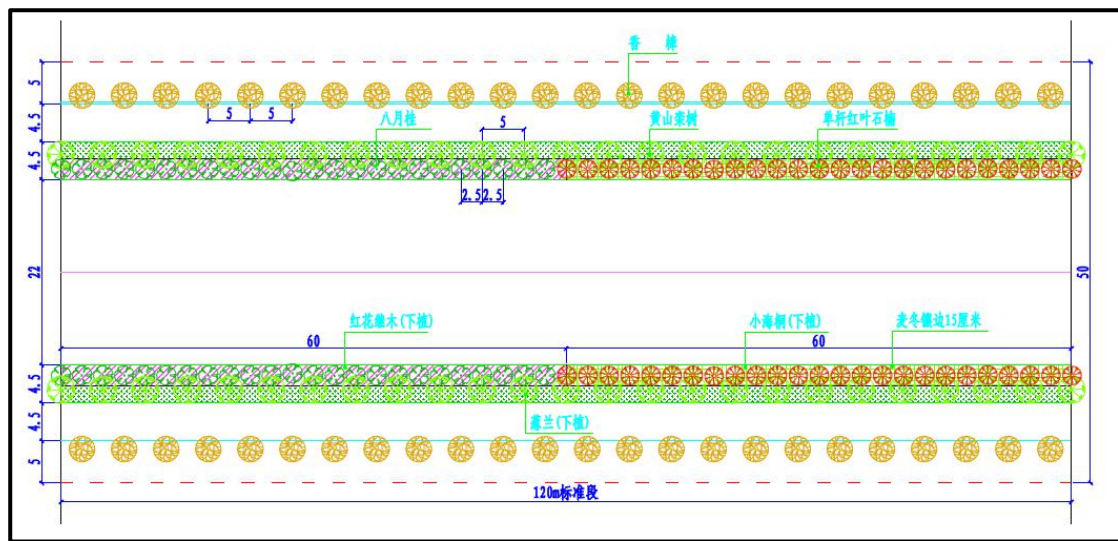 香 樟
5
5
5
4.5
八月桂
5
黄山栾树
单杆红叶石楠
4.5
2.5
2.5
22
50
红花继木(下植)
小海桐(下植)
麦冬镶边15厘米
60
60
4.5
4.5
葱兰(下植)
5
120m标准段